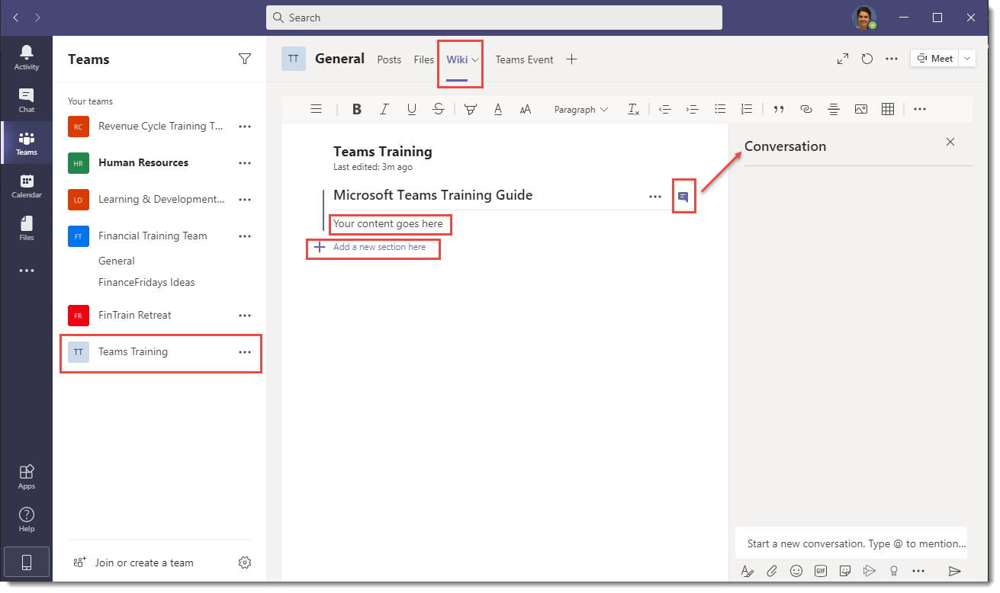 Search
Activity
Chat
Teams
Calendar
Files
Apps
Help
Teams
Your teams
RC Revenue Cycle Training T...
HR Human Resources
LD Learning & Development...
FT Financial Training Team
General
FinanceFridays Ideas
FR FinTrain Retreat
TT Teams Training
Join or create a team
TT General Posts Files Wiki Teams Event Meet
B I U S A AA Paragraph Tx
Teams Training
Last edited: 3m ago
Microsoft Teams Training Guide
Your content goes here
Add a new section here
Conversation
Start a new conversation. Type @ to mention...
GIF